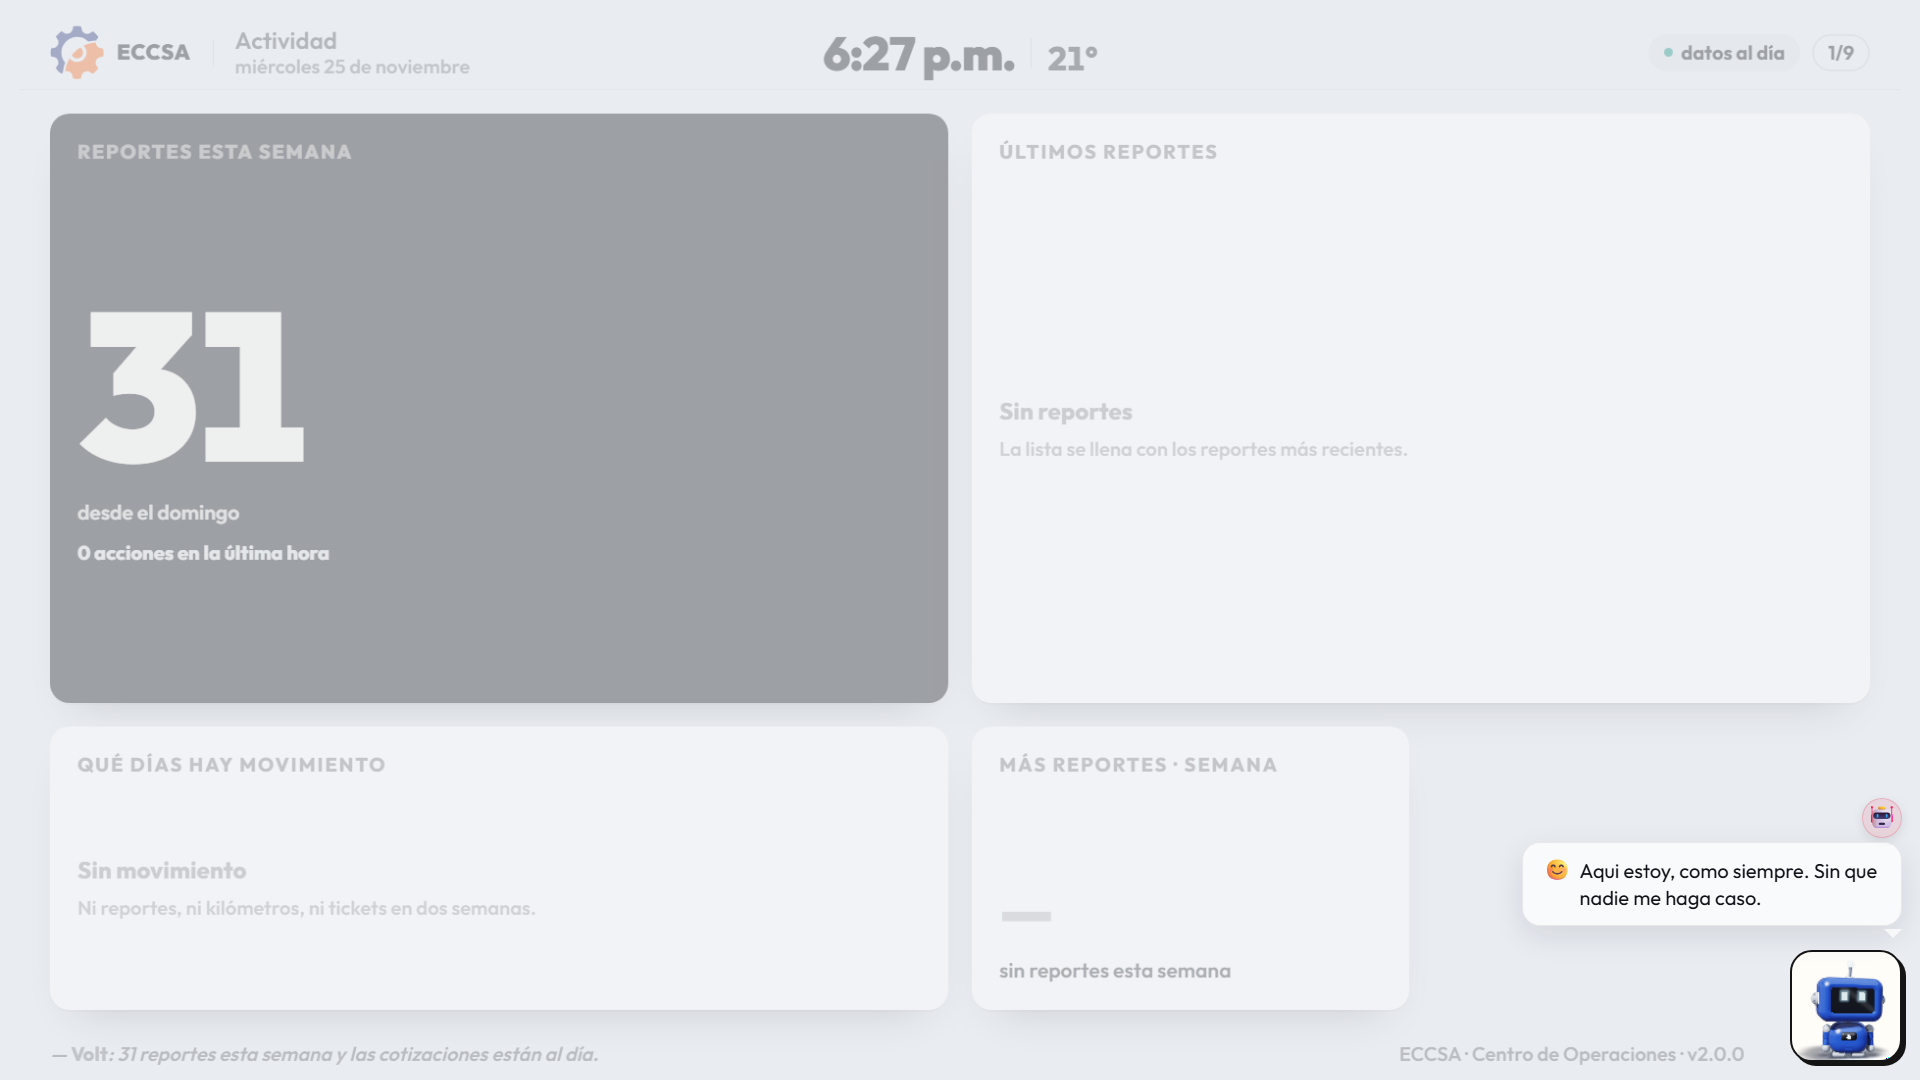 ECCSA
Actividad
miércoles 25 de noviembre
6:27 p.m.
21°
datos al día
1/9
REPORTES ESTA SEMANA
31
desde el domingo
0 acciones en la última hora
ÚLTIMOS REPORTES
Sin reportes
La lista se llena con los reportes más recientes.
QUÉ DÍAS HAY MOVIMIENTO
Sin movimiento
Ni reportes, ni kilómetros, ni tickets en dos semanas.
MÁS REPORTES · SEMANA
—
sin reportes esta semana
Aqui estoy, como siempre. Sin que
nadie me haga caso.
— Volt: 31 reportes esta semana y las cotizaciones están al día.
ECCSA · Centro de Operaciones · v2.0.0